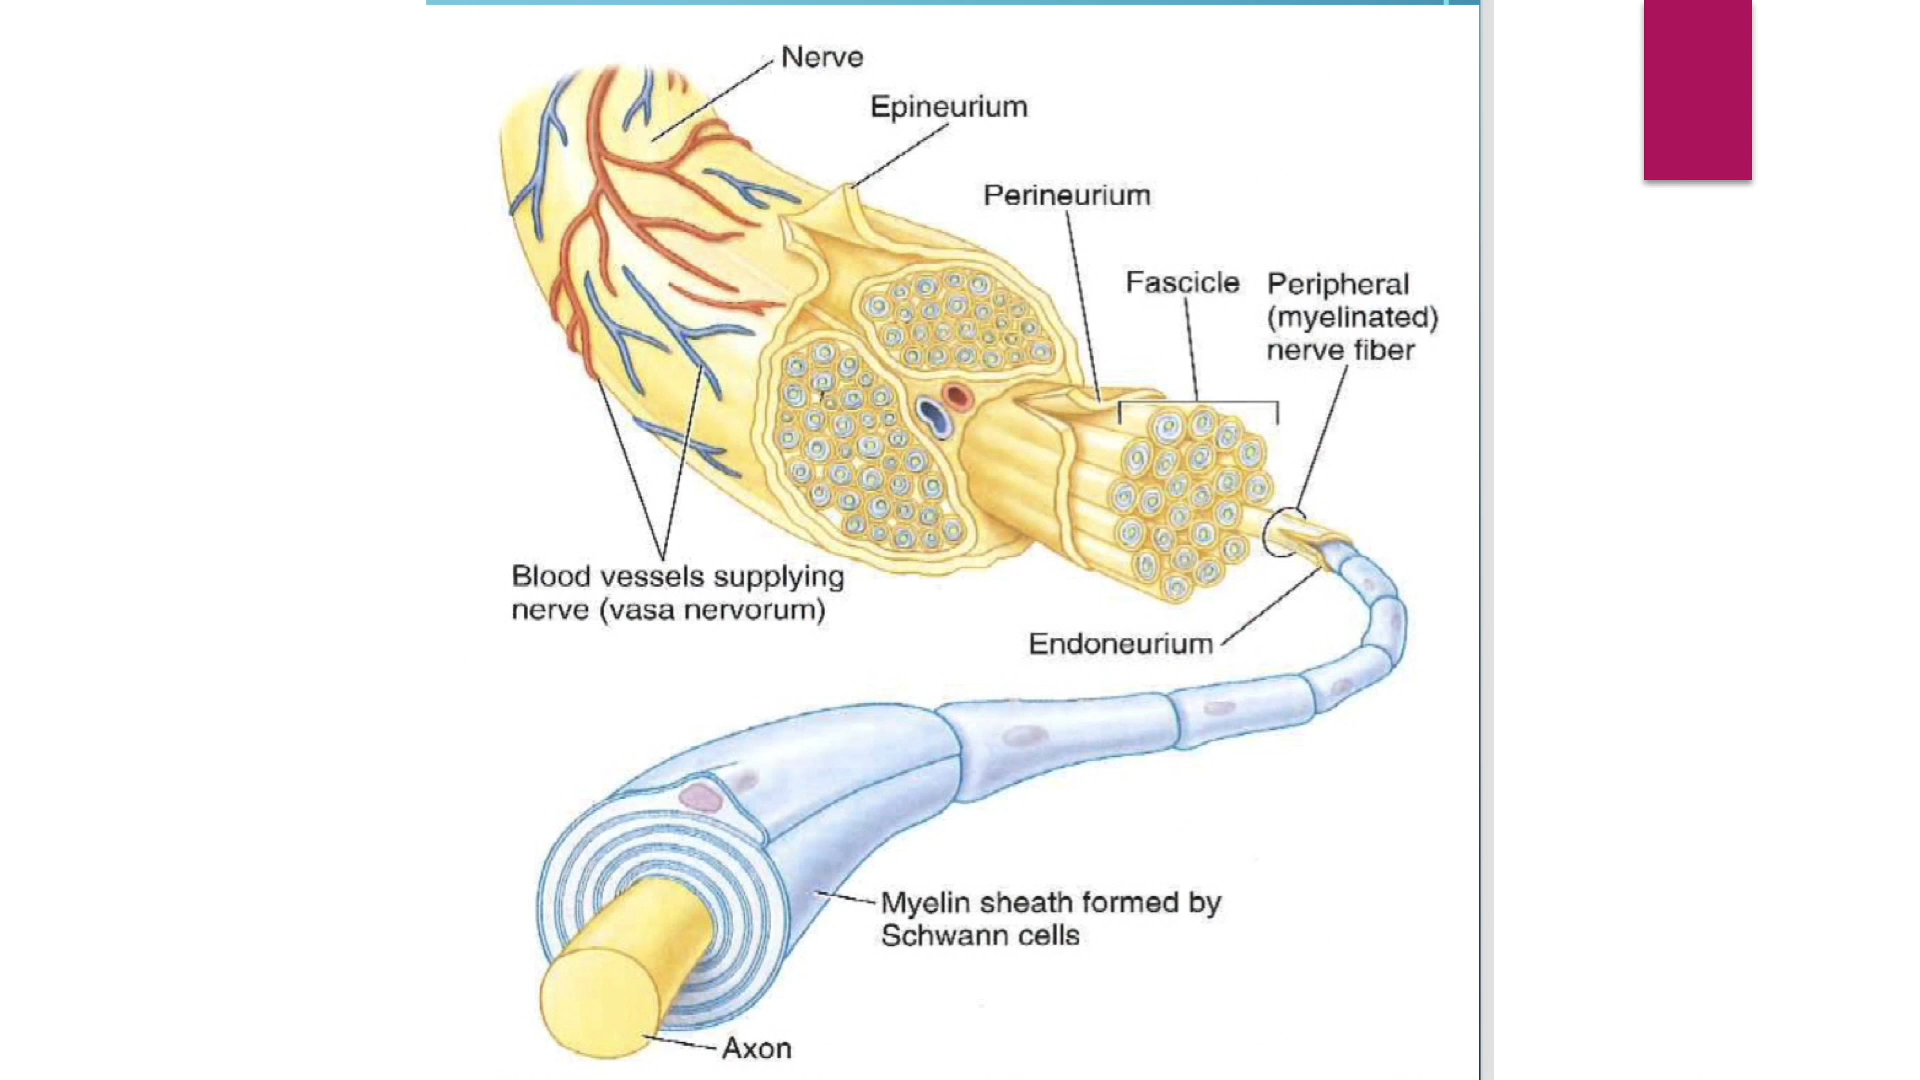 Nerve
Epineurium
Perineurium
Fascicle
Peripheral
(myelinated)
nerve fiber
Blood vessels supplying
nerve (vasa nervorum)
Endoneurium
Myelin sheath formed by
Schwann cells
Axon